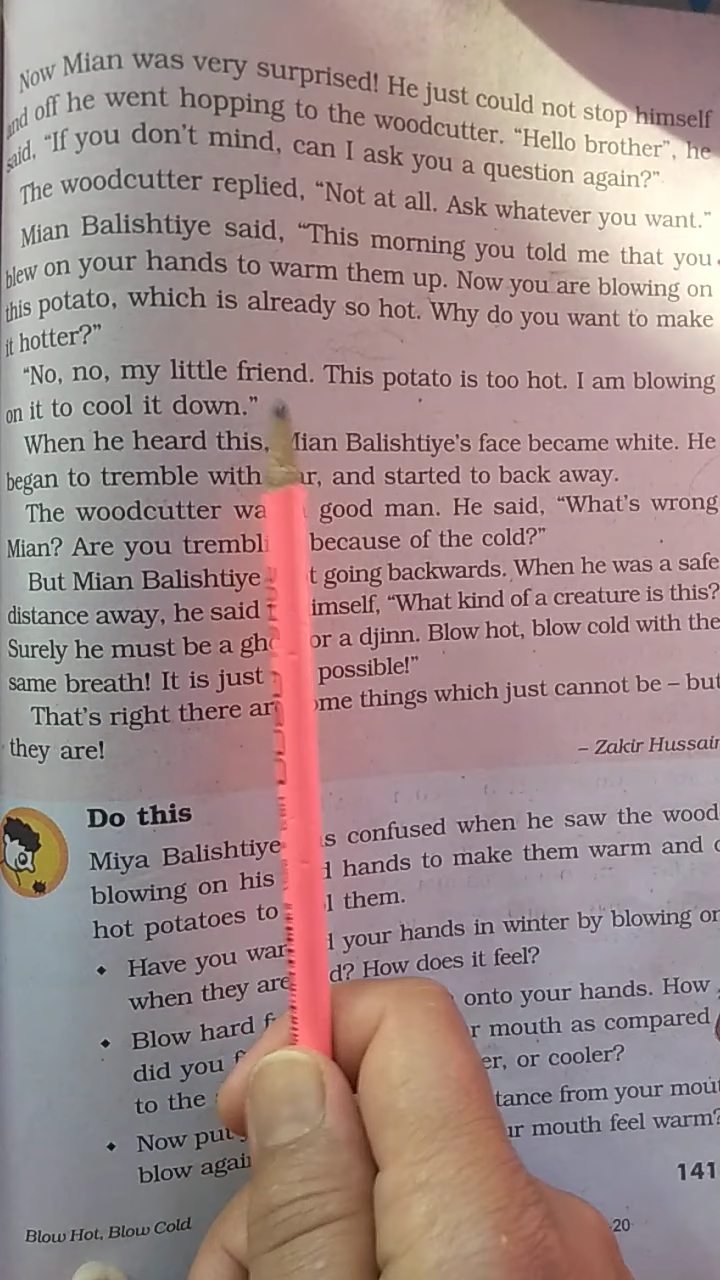 Now Mian was very surprised! He just could not stop himself
and off he went hopping to the woodcutter. “Hello brother”, he
said, “If you don’t mind, can I ask you a question again?”
The woodcutter replied, “Not at all. Ask whatever you want.”
Mian Balishtiye said, “This morning you told me that you
blew on your hands to warm them up. Now you are blowing on
this potato, which is already so hot. Why do you want to make
it hotter?”
“No, no, my little friend. This potato is too hot. I am blowing
on it to cool it down.”
When he heard this, Mian Balishtiye’s face became white. He
began to tremble with and started to back away.
The woodcutter good man. He said, “What’s wrong
Mian? Are you because of the cold?”
But Mian Balishtiye going backwards. When he was a safe
distance away, he said “What kind of a creature is this?
Surely he must be a or a djinn. Blow hot, blow cold with the
same breath! It is just possible!”
That’s right there things which just cannot be – but
they are!
– Zakir Hussain
Do this
Miya Balishtiye confused when he saw the wood
blowing on his hands to make them warm and
hot potatoes to them.
• Have you your hands in winter by blowing
when they are How does it feel?
• Blow hard onto your hands. How
did you mouth as compared
to the or cooler?
• Now put from your
blow mouth feel warm?
141
Blow Hot, Blow Cold
20